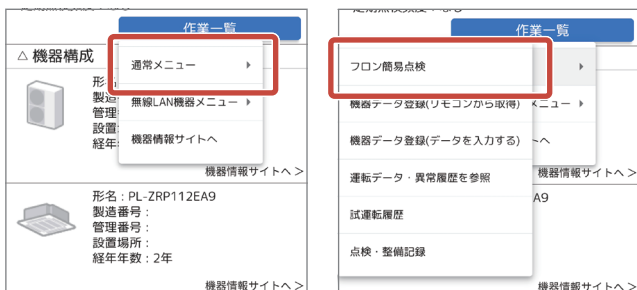 作業一覧
△ 機器構成
通常メニュー
無線LAN機器メニュー
機器情報サイトへ
形名
製造
管理
設置
経年
機器情報サイトへ >
形名 : PL-ZRP112EA9
製造番号 :
管理番号 :
設置場所 :
経年年数 : 2年
機器情報サイトへ >
作業一覧
フロン簡易点検
機器データ登録(リモコンから取得)
メニュー
機器データ登録(データを入力する)
へ
運転データ・異常履歴を参照
機器情報サイトへ >
A9
試運転履歴
点検・整備記録
機器情報サイトへ >